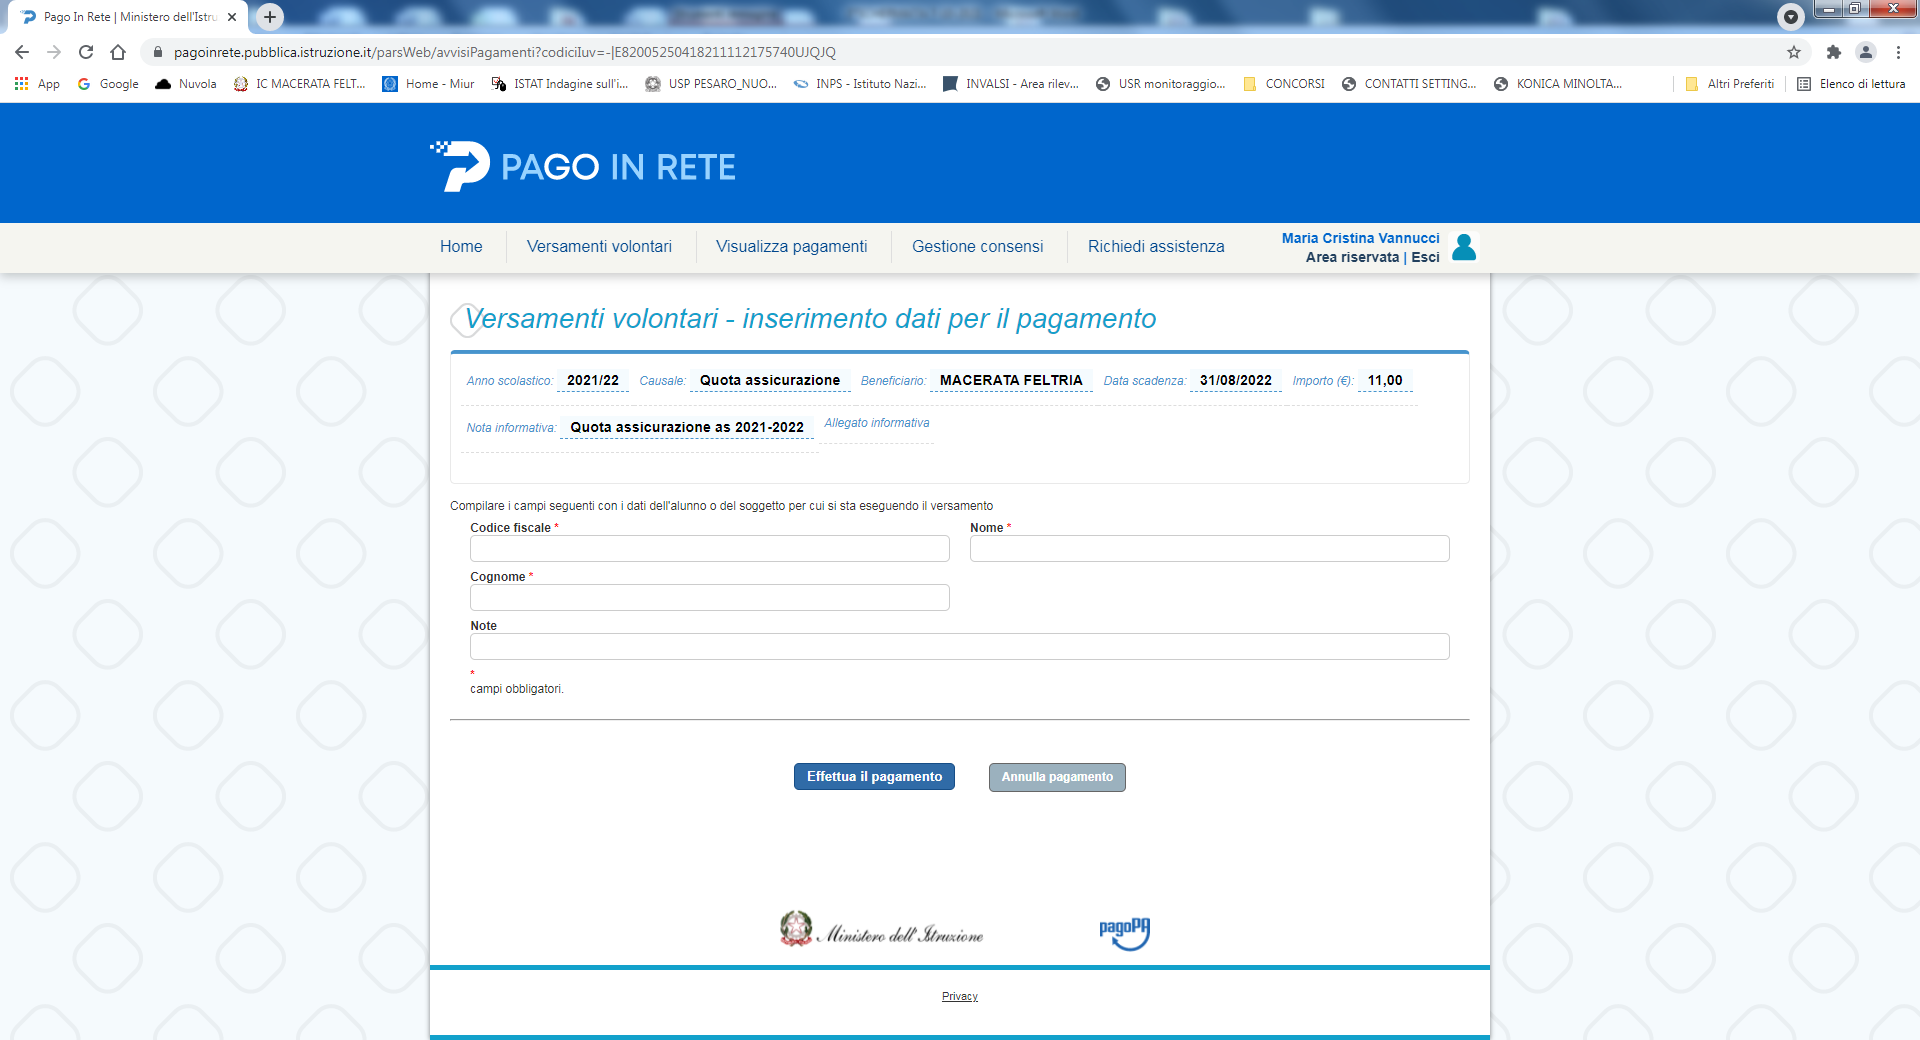 Pago In Rete | Ministero dell'Istru
pagoinrete.pubblica.istruzione.it/parsWeb/avvisiPagamenti?codiciIuv=-|E82005250418211112175740UJQJQ
App Google Nuvola IC MACERATA FELT... Home - Miur ISTAT Indagine sull'i... USP PESARO_NUO... INPS - Istituto Nazi... INVALSI - Area rilev... USR monitoraggio... CONCORSI CONTATTI SETTING... KONICA MINOLTA... Altri Preferiti Elenco di lettura
PAGO IN RETE
Home Versamenti volontari Visualizza pagamenti Gestione consensi Richiedi assistenza
Maria Cristina Vannucci
Area riservata | Esci
Versamenti volontari - inserimento dati per il pagamento
Anno scolastico: 2021/22 Causale: Quota assicurazione Beneficiario: MACERATA FELTRIA Data scadenza: 31/08/2022 Importo (€): 11,00
Nota informativa: Quota assicurazione as 2021-2022 Allegato informativa
Compilare i campi seguenti con i dati dell'alunno o del soggetto per cui si sta eseguendo il versamento
Codice fiscale * Nome *
Cognome *
Note
*
campi obbligatori.
Effettua il pagamento Annulla pagamento
Ministero dell'Istruzione pagoPA
Privacy